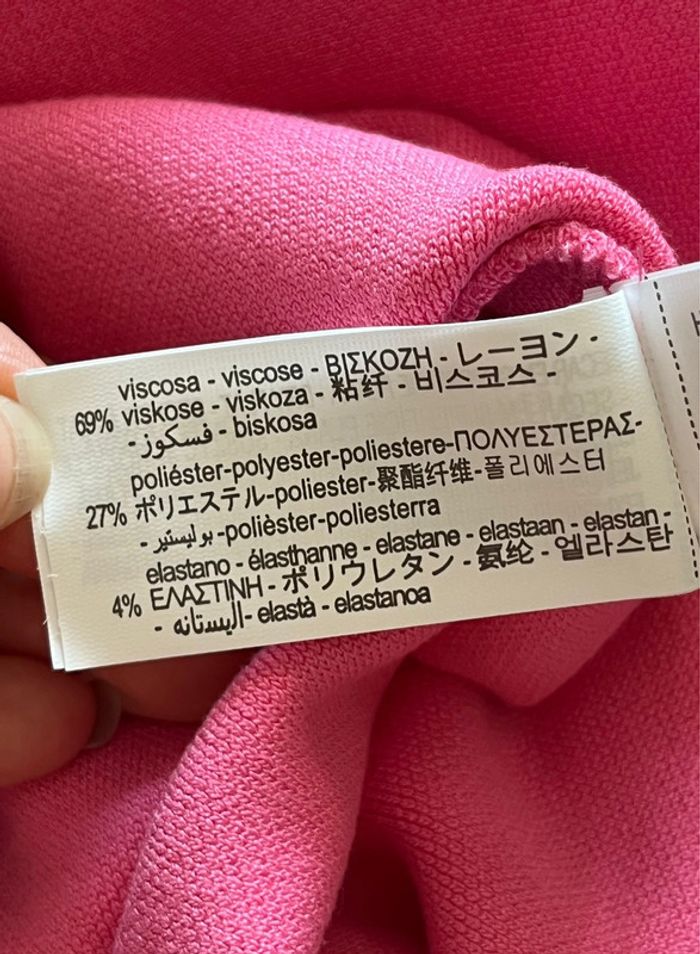 viscosa - viscose - ΒΙΣΚΟΖΗ - レーヨン -
69% viskose - viskoza - 粘纤 - 비스코스 -
- فسكوز - biskosa
poliéster-polyester-poliestere-ΠΟΛΥΕΣΤΕΡΑΣ-
27% ポリエステル-poliester-聚酯纤维-폴리에스터
- بوليستير -polièster-poliesterra
elastano - élasthanne - elastane - elastaan - elastan -
4% ΕΛΑΣΤΙΝΗ - ポリウレタン - 氨纶 - 엘라스탄
- اليستانه - elastà - elastanoa